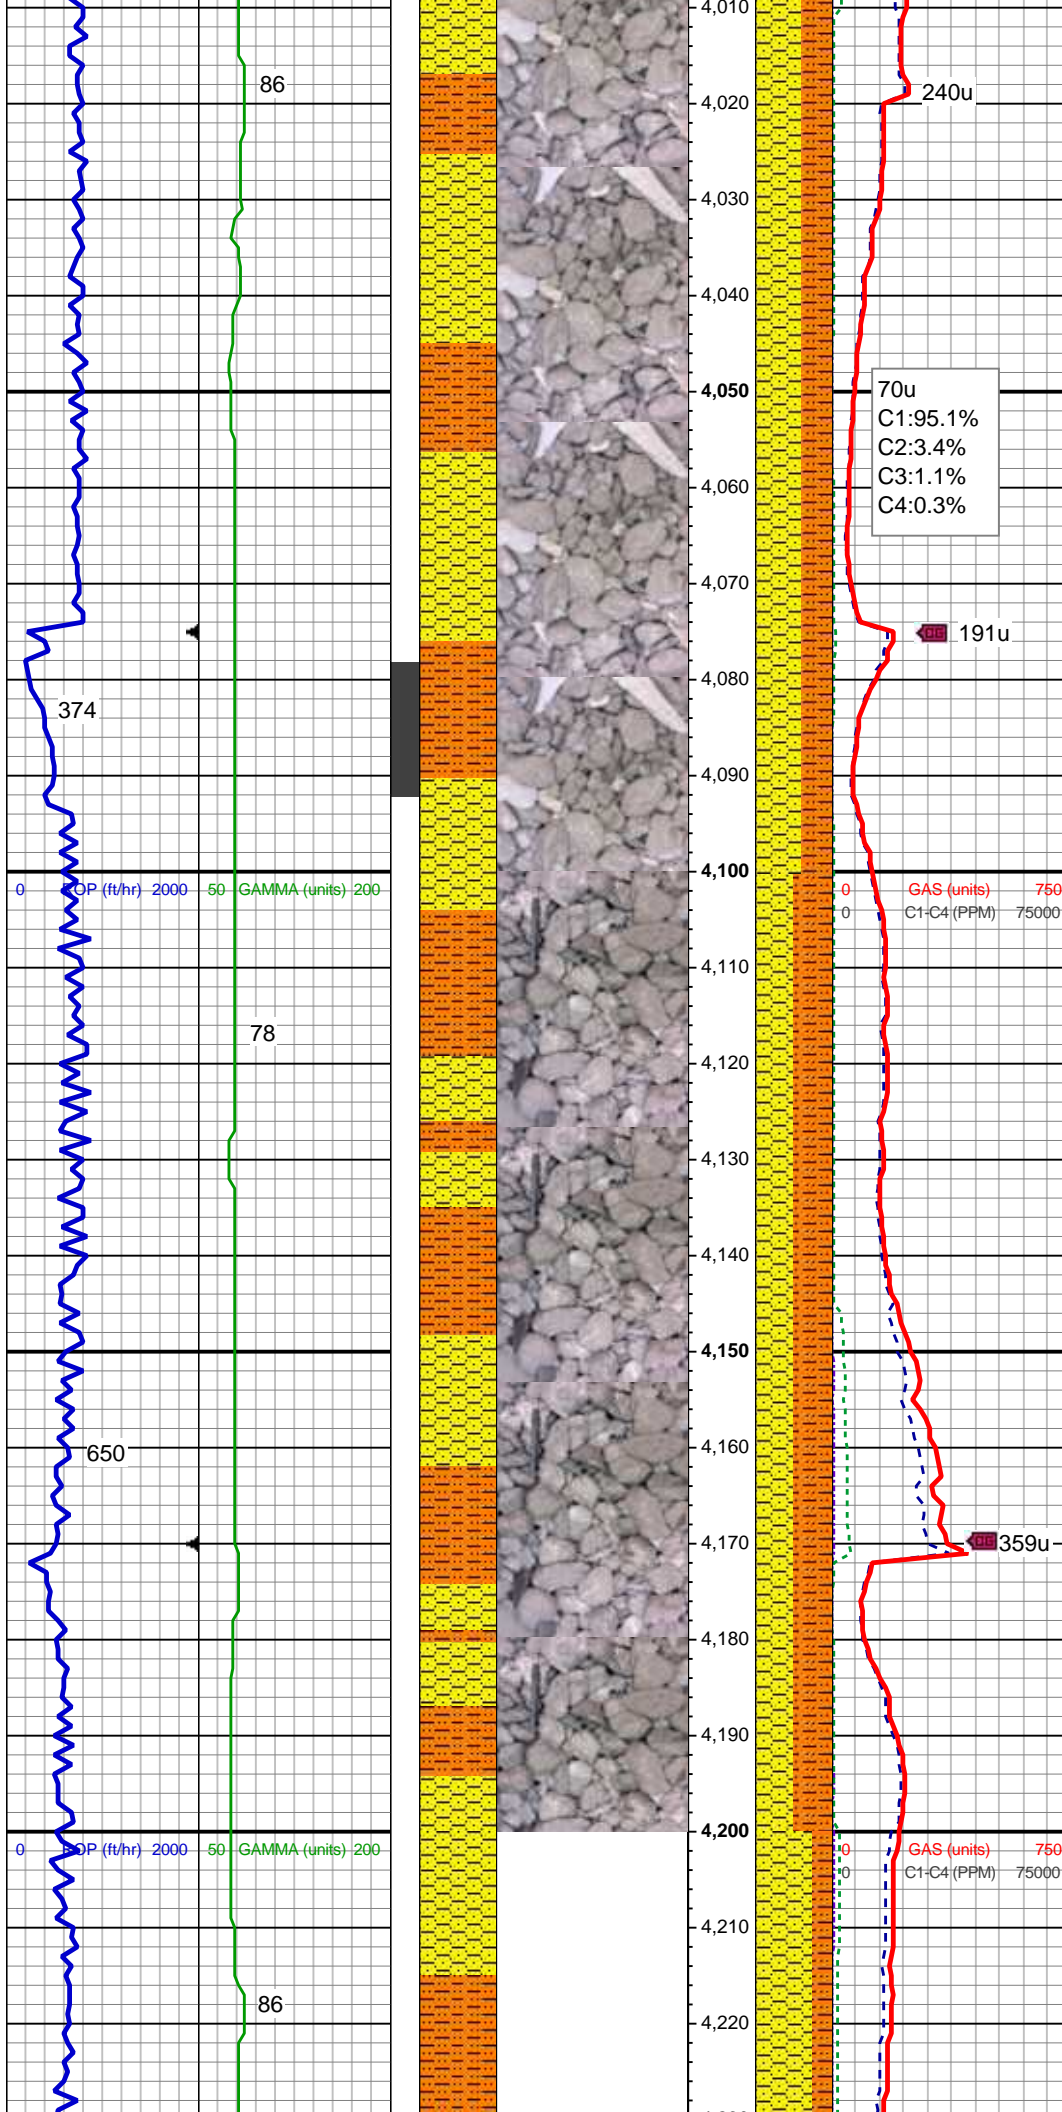 4,010
86
240u
4,020
4,030
4,040
4,050
70u
C1:95.1%
C2:3.4%
C3:1.1%
C4:0.3%
4,060
4,070
CG 191u
4,080
374
4,090
4,100
0 ROP (ft/hr) 2000 50 GAMMA (units) 200
0 GAS (units) 750
0 C1-C4 (PPM) 75000
4,110
78
4,120
4,130
4,140
4,150
650
4,160
4,170
CG 359u
4,180
4,190
4,200
0 ROP (ft/hr) 2000 50 GAMMA (units) 200
0 GAS (units) 750
0 C1-C4 (PPM) 75000
4,210
86
4,220